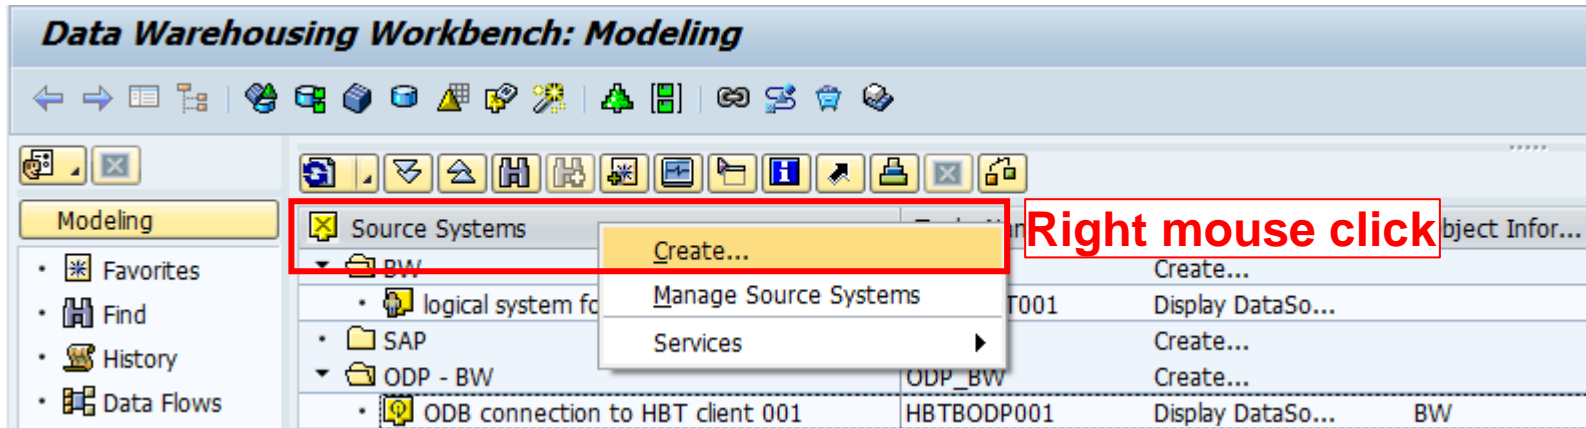 Data Warehousing Workbench: Modeling
Modeling
Source Systems
Right mouse click
bject Infor...
Create...
Favorites
BW
Create...
Manage Source Systems
Find
logical system fo
T001
Display DataSo...
SAP
Services
Create...
History
ODP - BW
ODP_BW
Create...
Data Flows
ODB connection to HBT client 001
HBTBODP001
Display DataSo...
BW